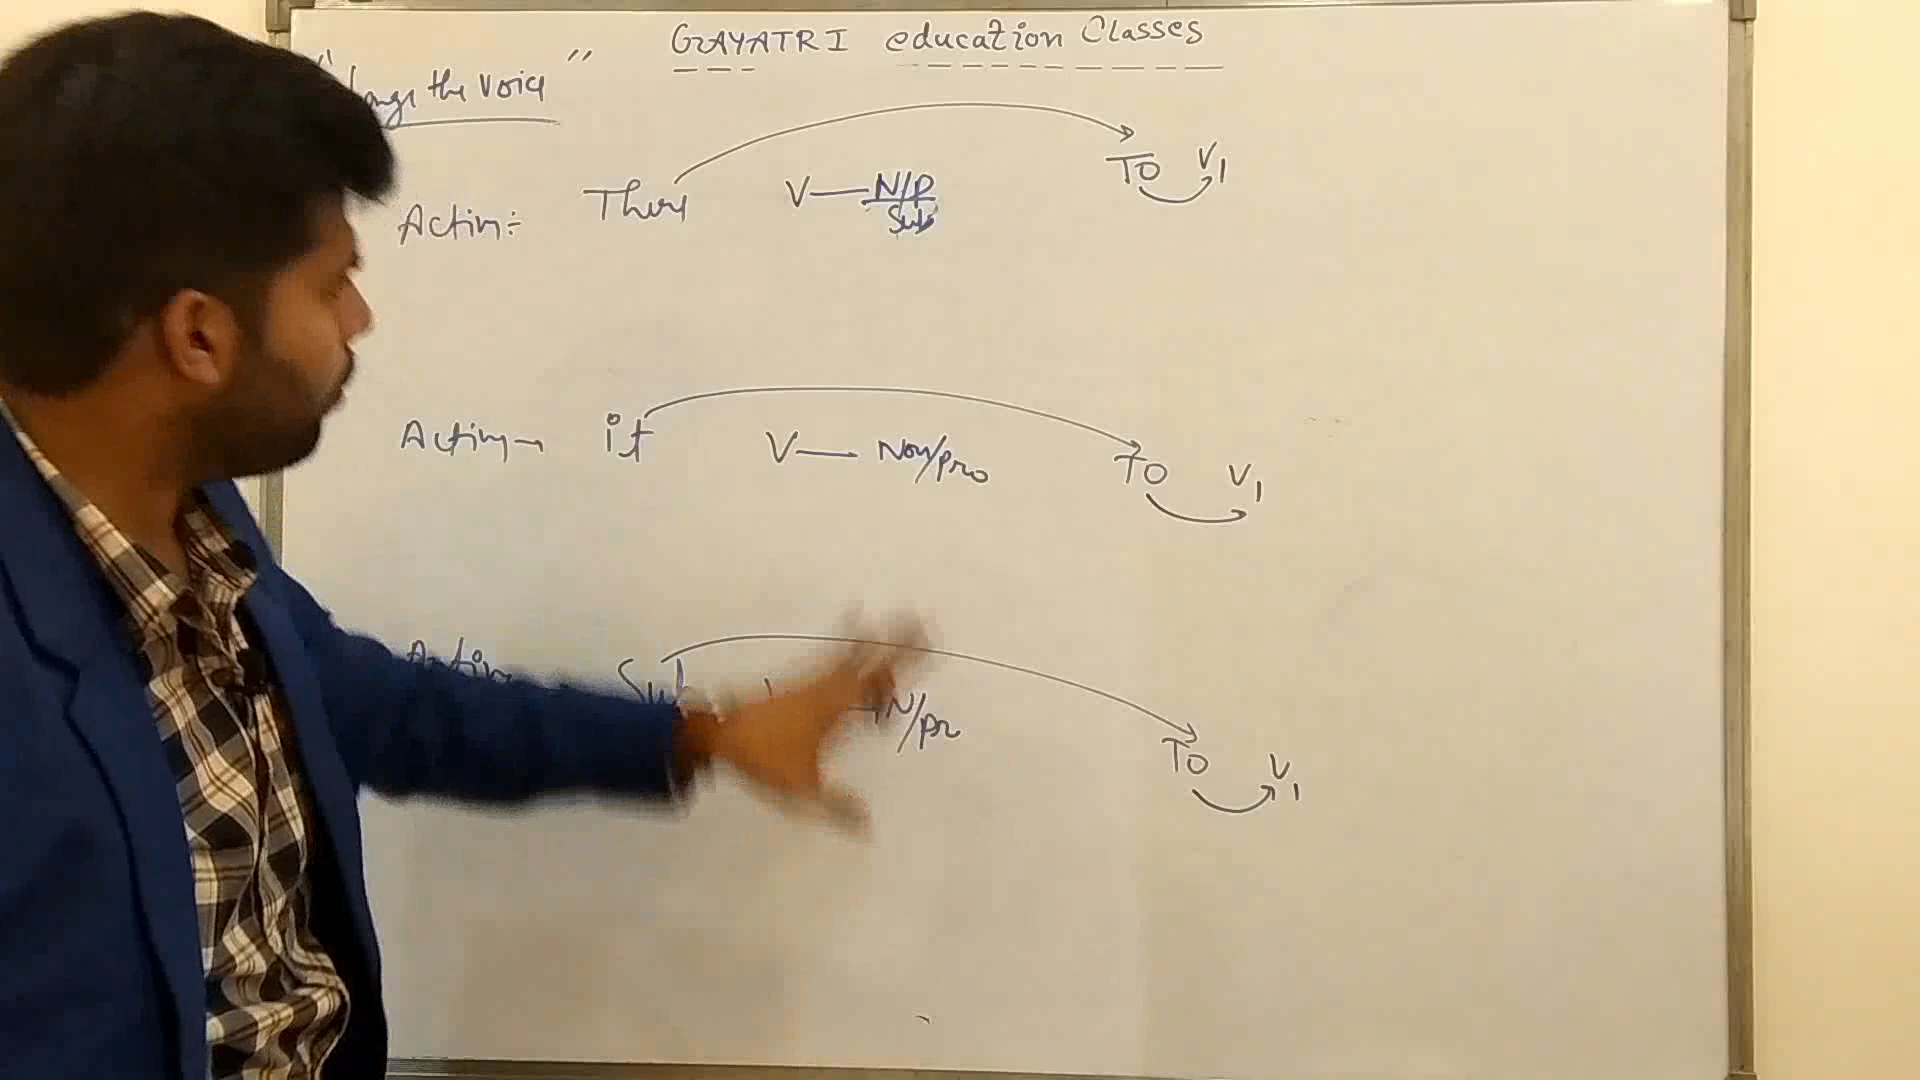 GAYATRI education Classes
"Change the Voice"
Active:- There V — N/P To V1
Sub
Active → it V — Nou/pro To V1
Active Sub N/pr To V1